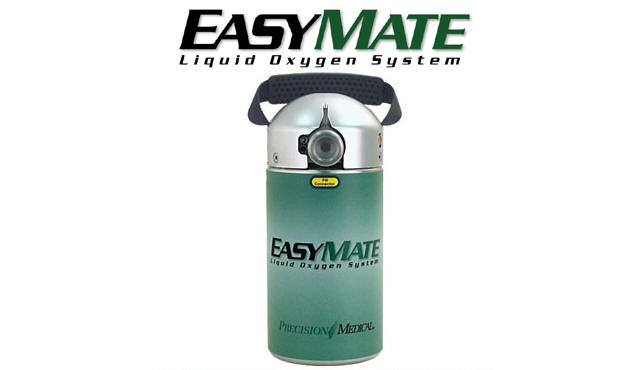 EASYMATE
Liquid Oxygen System
Fill
Connector
EASYMATE
Liquid Oxygen System
PRECISION MEDICAL